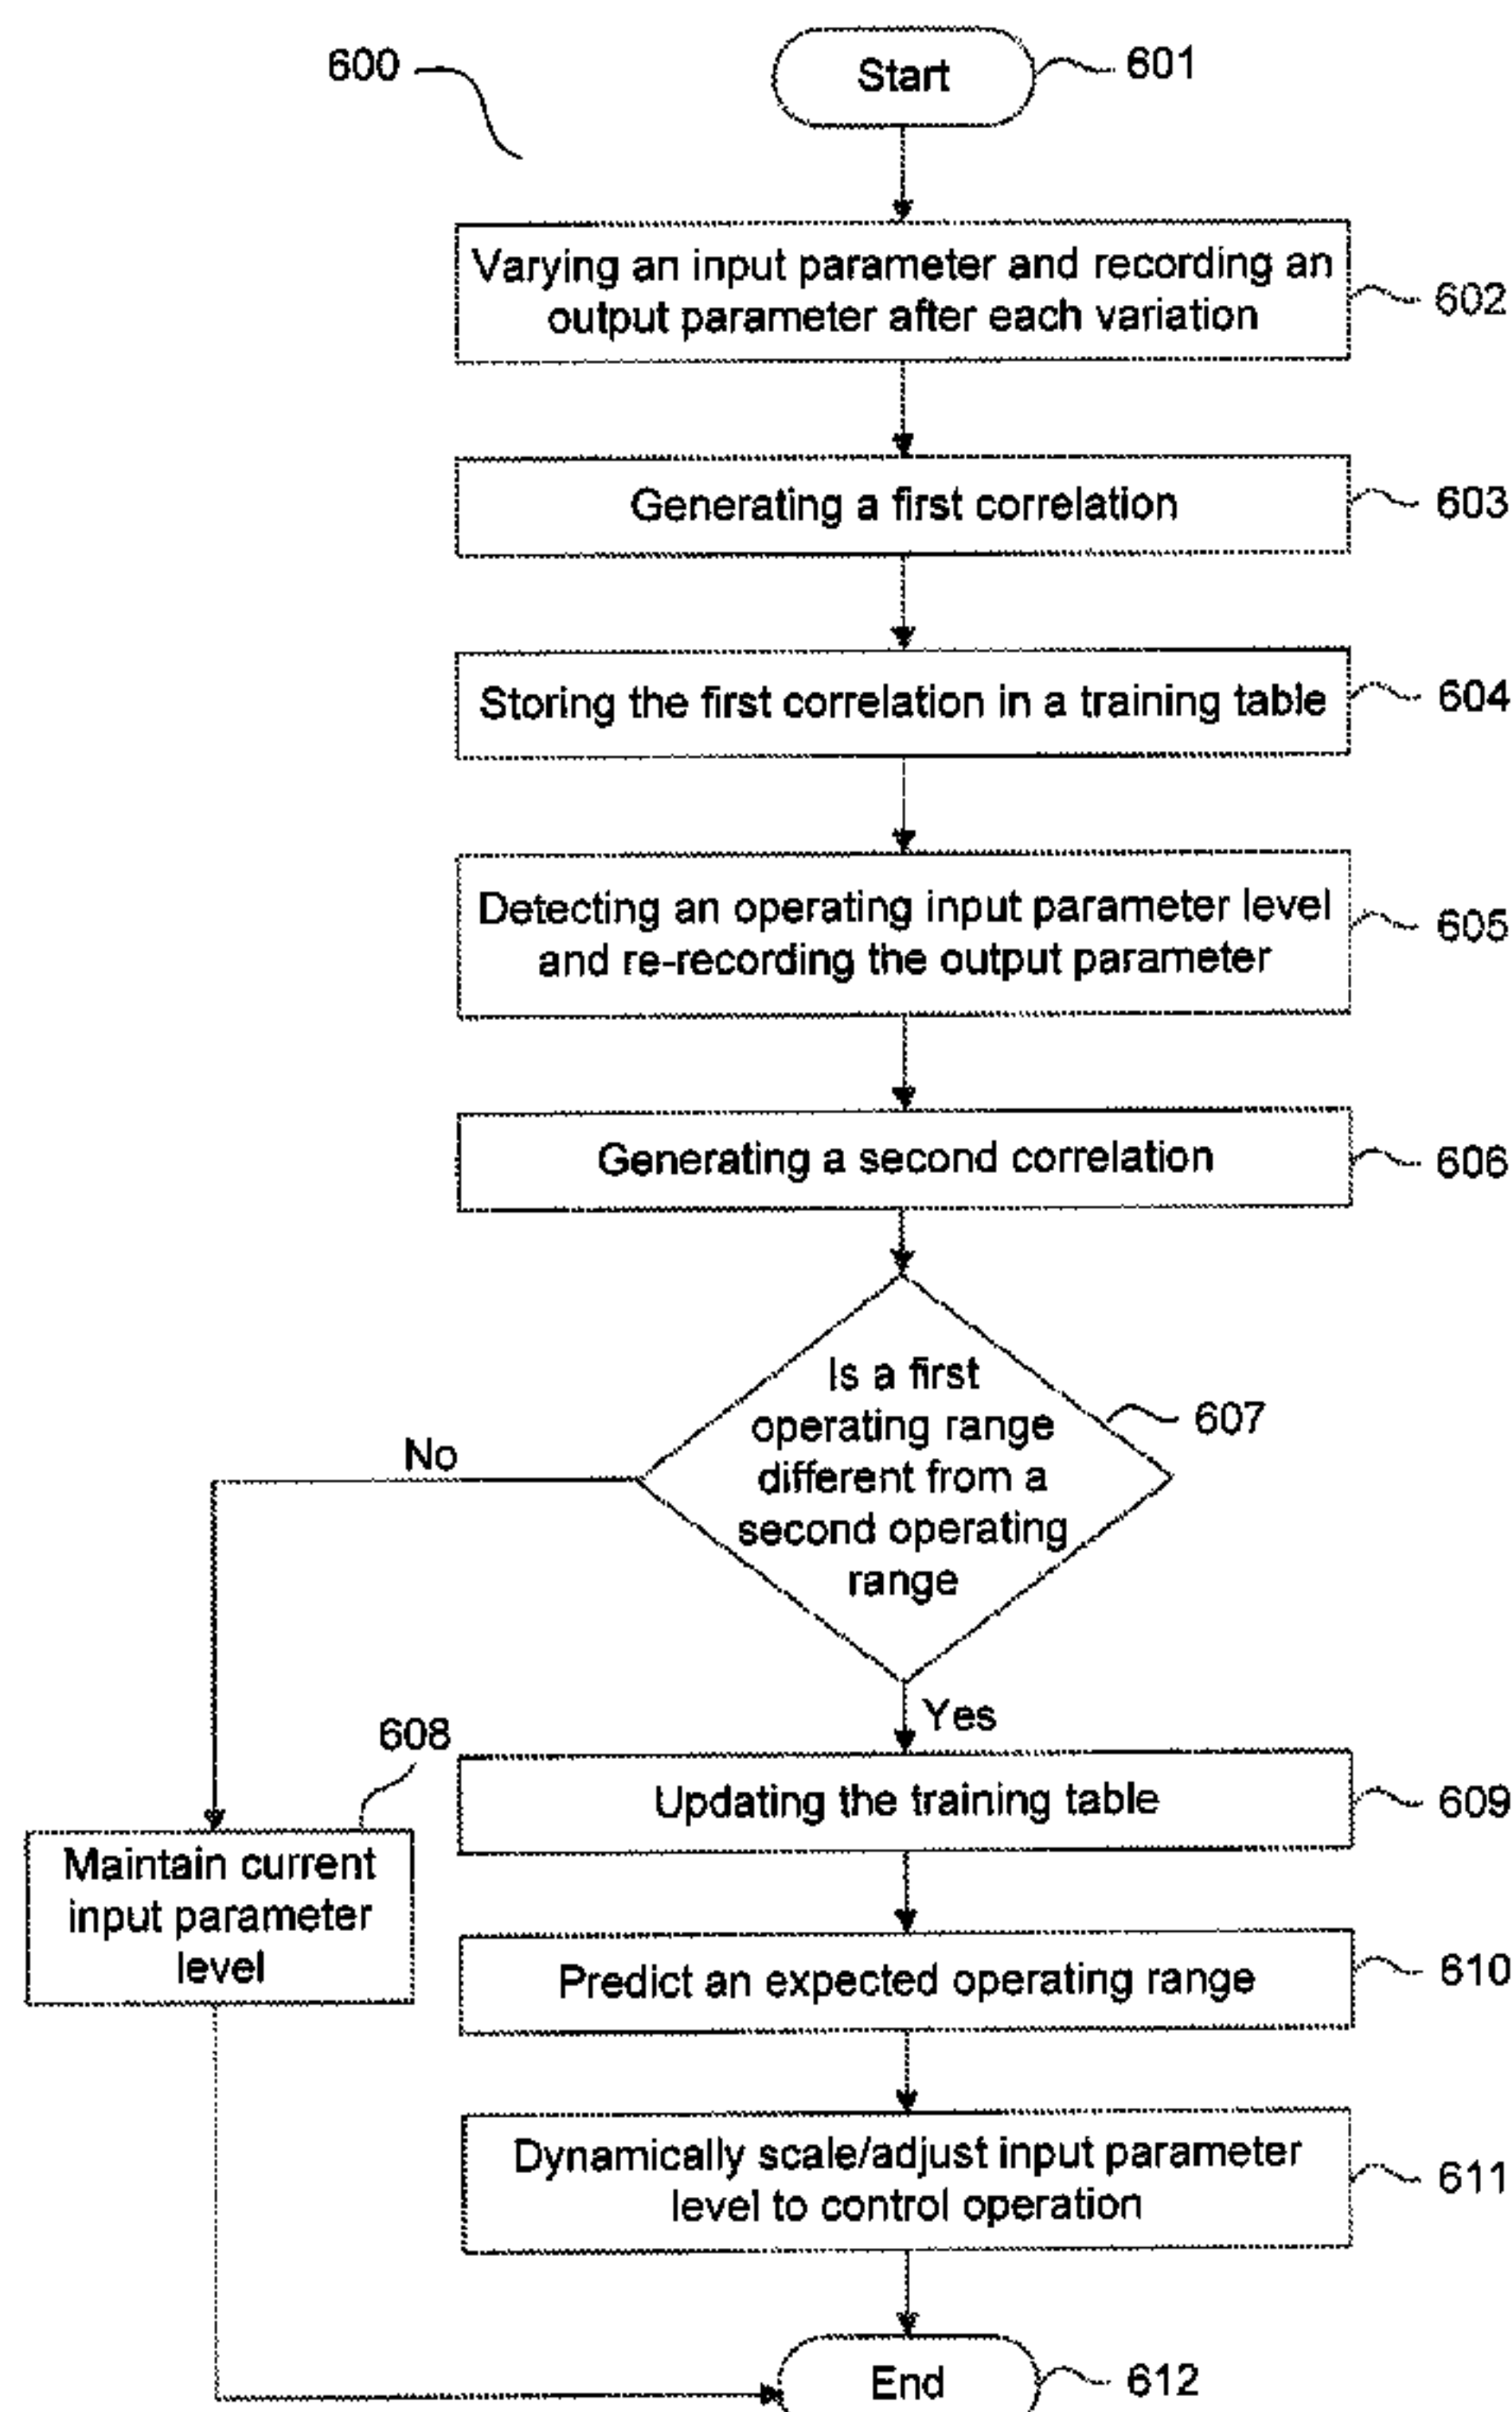 600
Start
601
Varying an input parameter and recording an
output parameter after each variation
602
Generating a first correlation
603
Storing the first correlation in a training table
604
Detecting an operating input parameter level
and re-recording the output parameter
605
Generating a second correlation
606
Is a first
operating range
different from a
second operating
range
607
No
Yes
608
Maintain current
input parameter
level
Updating the training table
609
Predict an expected operating range
610
Dynamically scale/adjust input parameter
level to control operation
611
End
612